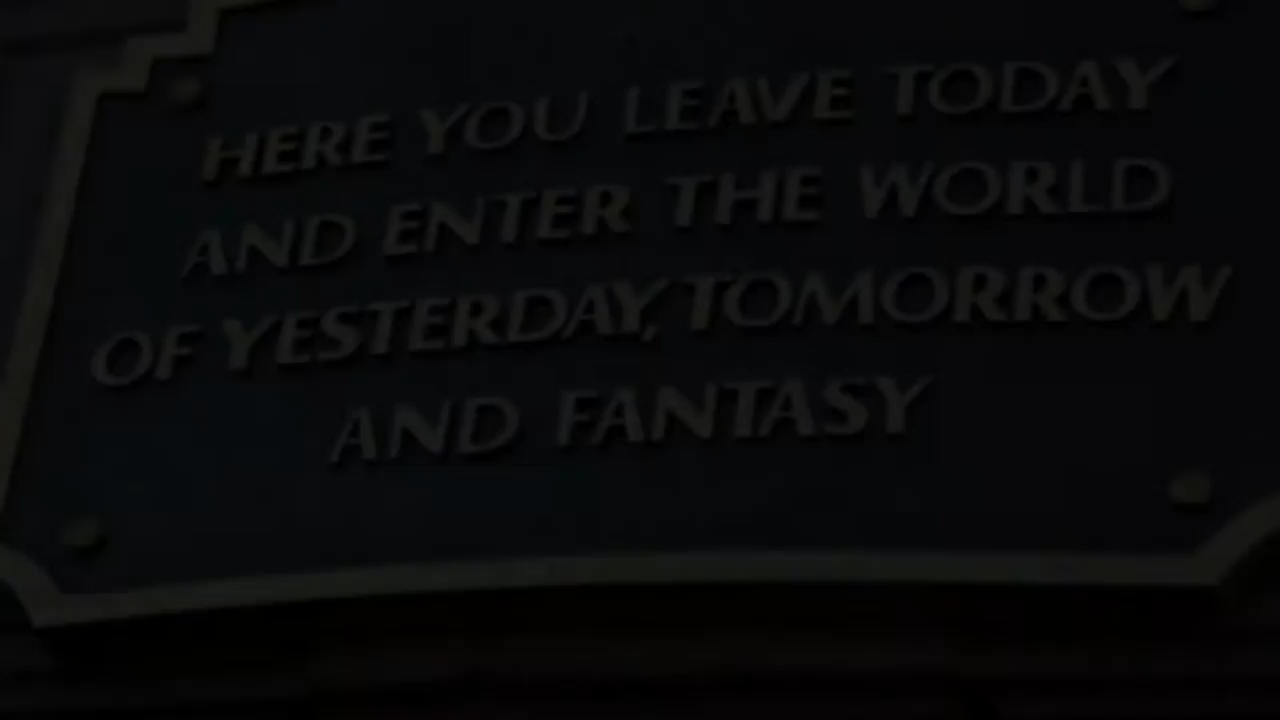 HERE YOU LEAVE TODAY
AND ENTER THE WORLD
OF YESTERDAY, TOMORROW
AND FANTASY